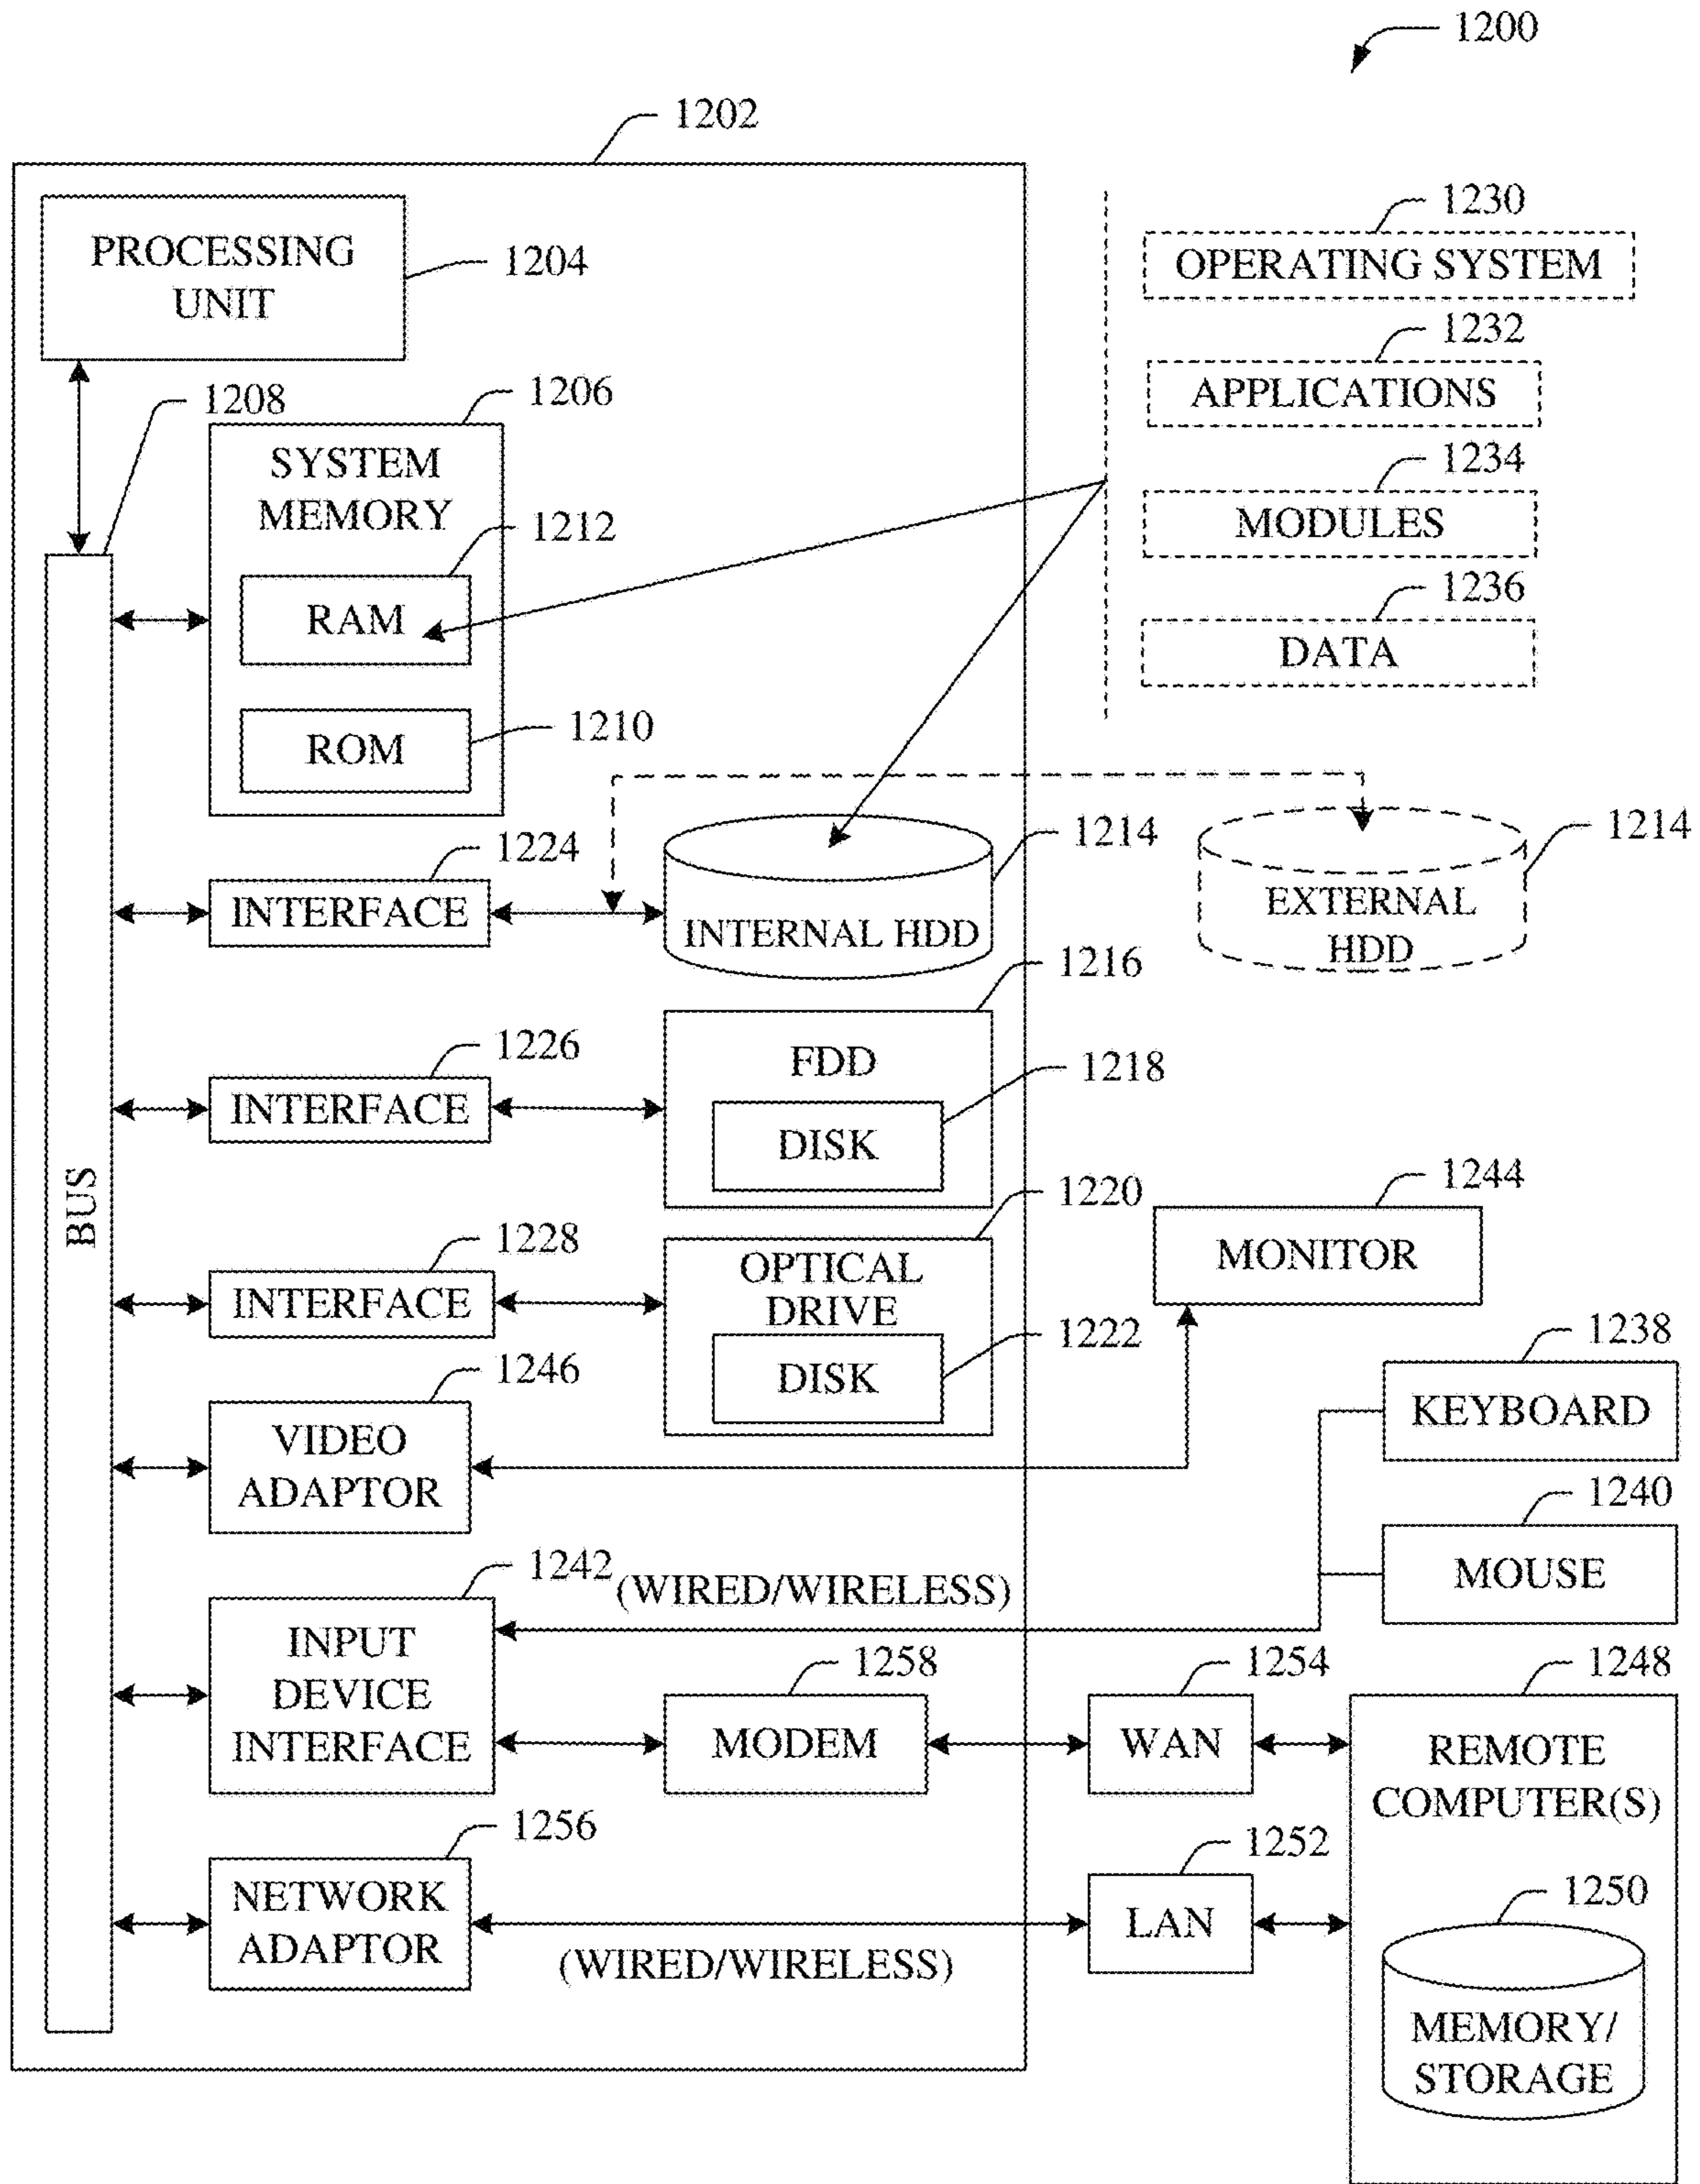 1200
1202
PROCESSING
UNIT
1204
1230
OPERATING SYSTEM
1232
APPLICATIONS
1234
MODULES
1236
DATA
1208
1206
SYSTEM
MEMORY
1212
RAM
1210
ROM
BUS
1224
INTERFACE
1214
INTERNAL HDD
1214
EXTERNAL
HDD
1226
INTERFACE
1216
FDD
1218
DISK
1228
INTERFACE
1220
OPTICAL
DRIVE
1222
DISK
1244
MONITOR
1246
VIDEO
ADAPTOR
1238
KEYBOARD
1240
MOUSE
1242
(WIRED/WIRELESS)
INPUT
DEVICE
INTERFACE
1258
MODEM
1254
WAN
1248
REMOTE
COMPUTER(S)
1256
NETWORK
ADAPTOR
(WIRED/WIRELESS)
1252
LAN
1250
MEMORY/
STORAGE